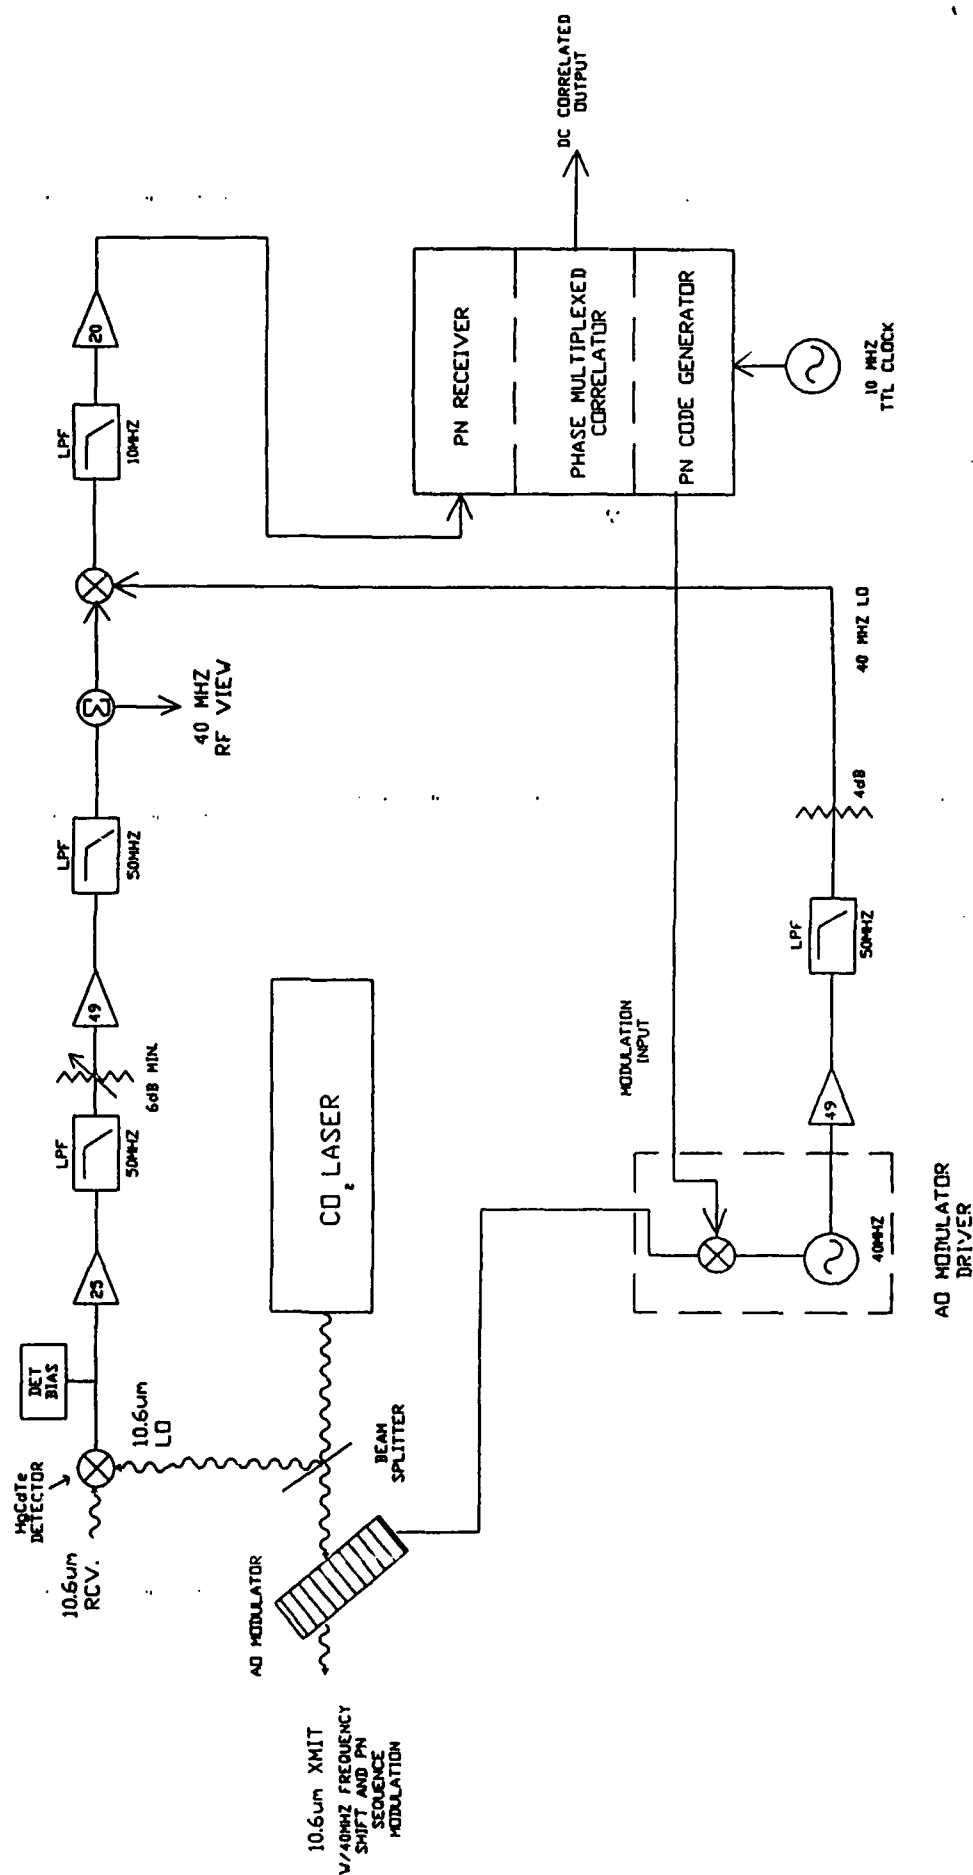 HgCdTe
DETECTOR
10.6um
RCV.
DET
BIAS
10.6um
LO
25
LPF
50MHZ
6dB MIN.
49
LPF
50MHZ
Σ
40 MHZ
RF VIEW
LPF
10MHZ
20
AO MODULATOR
10.6um XMIT
W/40MHZ FREQUENCY
SHIFT AND PN
SEQUENCE
MODULATION
BEAM
SPLITTER
CO2 LASER
PN RECEIVER
PHASE MULTIPLEXED
CORRELATOR
PN CODE GENERATOR
DC CORRELATED
OUTPUT
10 MHZ
TTL CLOCK
MODULATION
INPUT
40MHZ
AO MODULATOR
DRIVER
49
LPF
50MHZ
4dB
40 MHZ LO